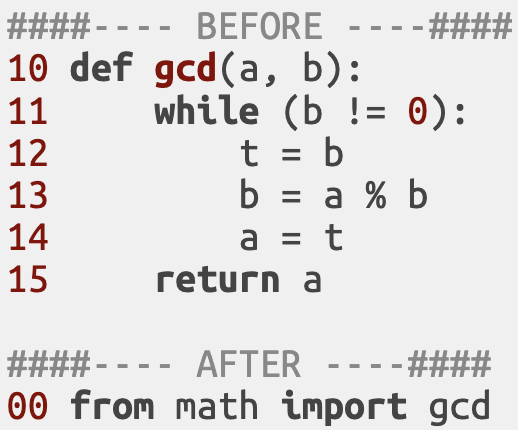 ####---- BEFORE ----####
10 def gcd(a, b):
11     while (b != 0):
12         t = b
13         b = a % b
14         a = t
15     return a

####---- AFTER ----####
00 from math import gcd